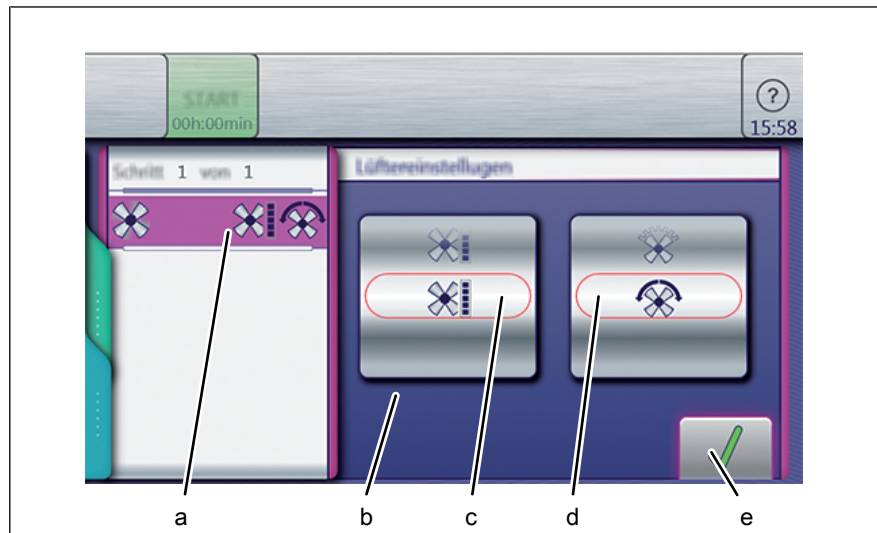 START
00h:00min
?
15:58
Schritt 1 von 1
Lüftereinstellugen
a
b
c
d
e